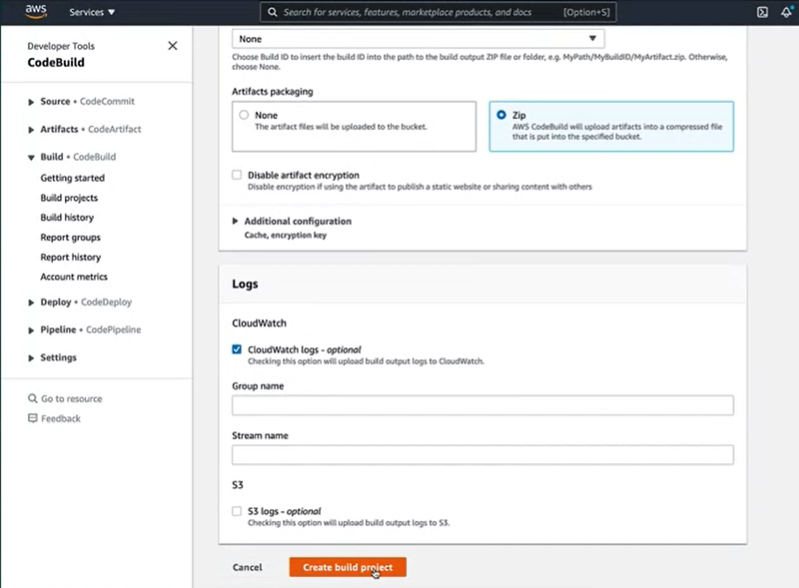 aws
Services ▼
Search for services, features, marketplace products, and docs
[Option+S]
Developer Tools
CodeBuild
Source • CodeCommit
Artifacts • CodeArtifact
Build • CodeBuild
Getting started
Build projects
Build history
Report groups
Report history
Account metrics
Deploy • CodeDeploy
Pipeline • CodePipeline
Settings
Go to resource
Feedback
None
Choose Build ID to insert the build ID into the path to the build output ZIP file or folder, e.g. MyPath/MyBuildID/MyArtifact.zip. Otherwise,
choose None.
Artifacts packaging
None
The artifact files will be uploaded to the bucket.
Zip
AWS CodeBuild will upload artifacts into a compressed file
that is put into the specified bucket.
Disable artifact encryption
Disable encryption if using the artifact to publish a static website or sharing content with others
Additional configuration
Cache, encryption key
Logs
CloudWatch
CloudWatch logs - optional
Checking this option will upload build output logs to CloudWatch.
Group name
Stream name
S3
S3 logs - optional
Checking this option will upload build output logs to S3.
Cancel
Create build project